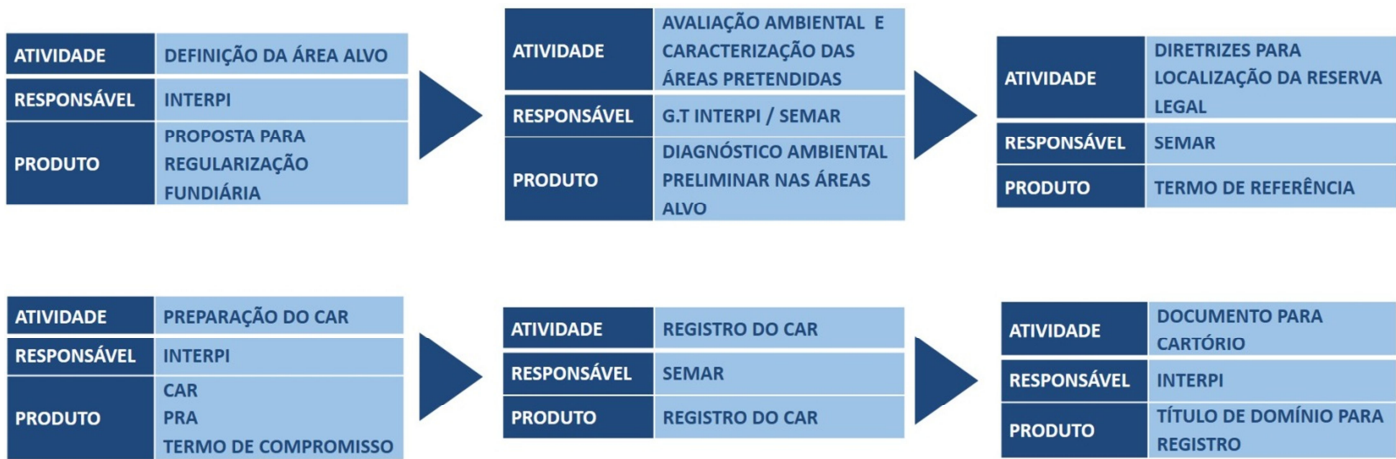 ATIVIDADE DEFINIÇÃO DA ÁREA ALVO
RESPONSÁVEL INTERPI
PRODUTO
PROPOSTA PARA
REGULARIZAÇÃO
FUNDIÁRIA
ATIVIDADE
AVALIAÇÃO AMBIENTAL E
CARACTERIZAÇÃO DAS
ÁREAS PRETENDIDAS
RESPONSÁVEL G.T INTERPI / SEMAR
PRODUTO
DIAGNÓSTICO AMBIENTAL
PRELIMINAR NAS ÁREAS
ALVO
ATIVIDADE
DIRETRIZES PARA
LOCALIZAÇÃO DA RESERVA
LEGAL
RESPONSÁVEL SEMAR
PRODUTO TERMO DE REFERÊNCIA
ATIVIDADE PREPARAÇÃO DO CAR
RESPONSÁVEL INTERPI
PRODUTO
CAR
PRA
TERMO DE COMPROMISSO
ATIVIDADE REGISTRO DO CAR
RESPONSÁVEL SEMAR
PRODUTO REGISTRO DO CAR
ATIVIDADE
DOCUMENTO PARA
CARTÓRIO
RESPONSÁVEL INTERPI
PRODUTO
TÍTULO DE DOMÍNIO PARA
REGISTRO